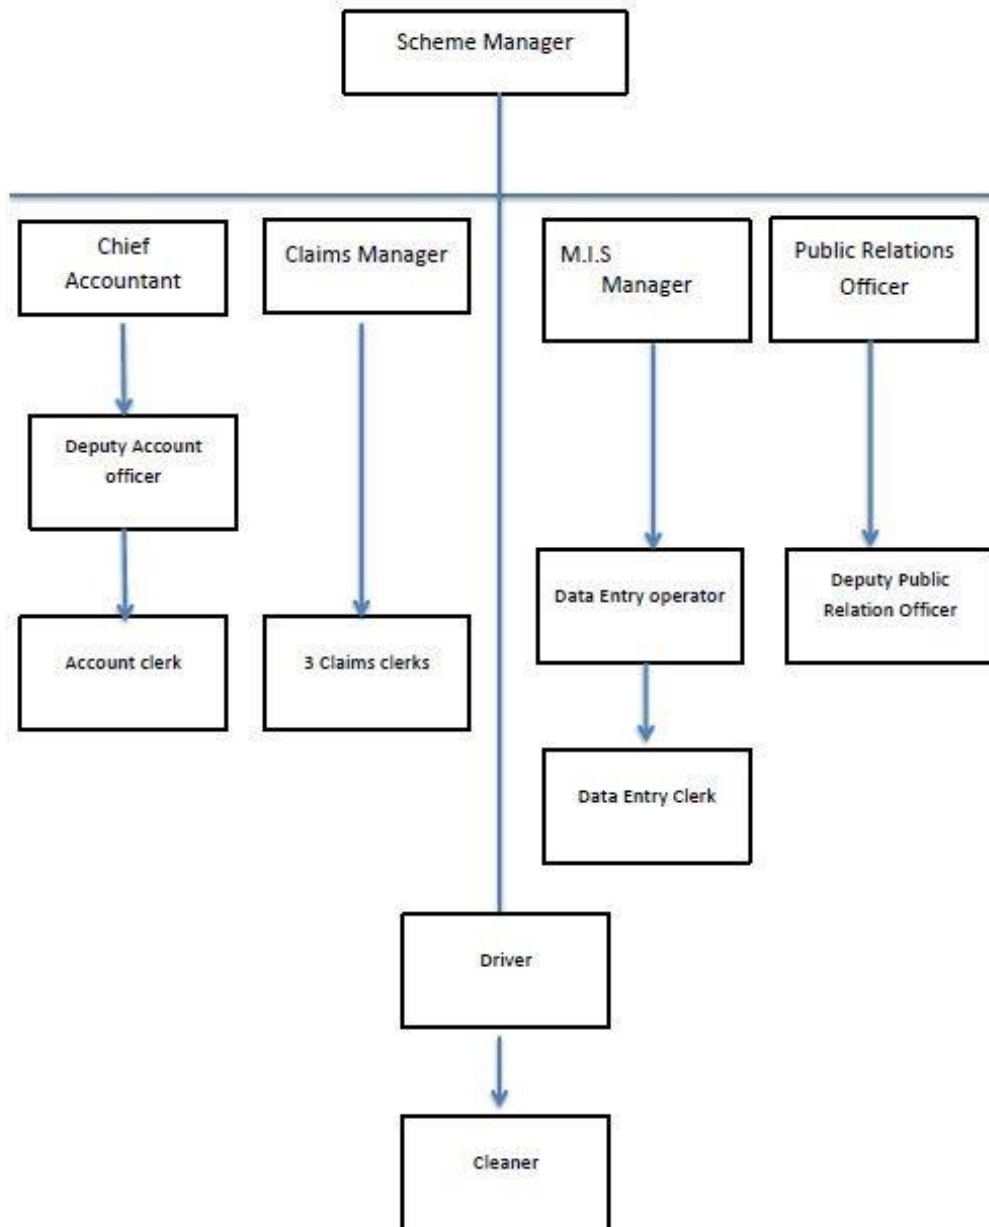 Scheme Manager
Chief
Accountant
Claims Manager
M.I.S
Manager
Public Relations
Officer
Deputy Account
officer
Account clerk
3 Claims clerks
Data Entry operator
Deputy Public
Relation Officer
Data Entry Clerk
Driver
Cleaner